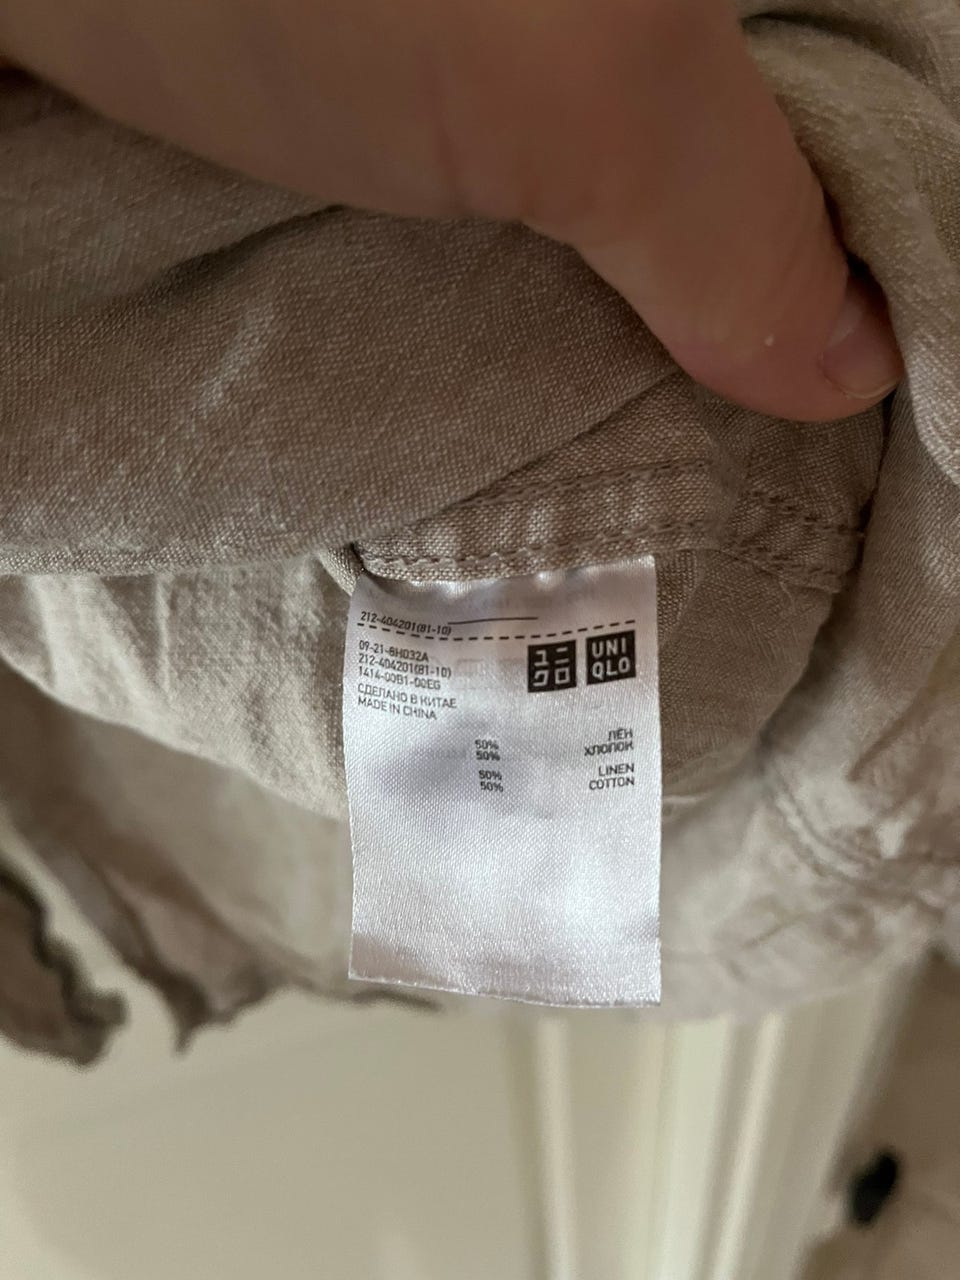 212-404201(81-10)
09-21-6H032A
212-404201(81-10)
1414-00B1-00EG
СДЕЛАНО В КИТАЕ
MADE IN CHINA
ユニ
クロ
UNI
QLO
50% ЛЁН
50% ХЛОПОК
50% LINEN
50% COTTON